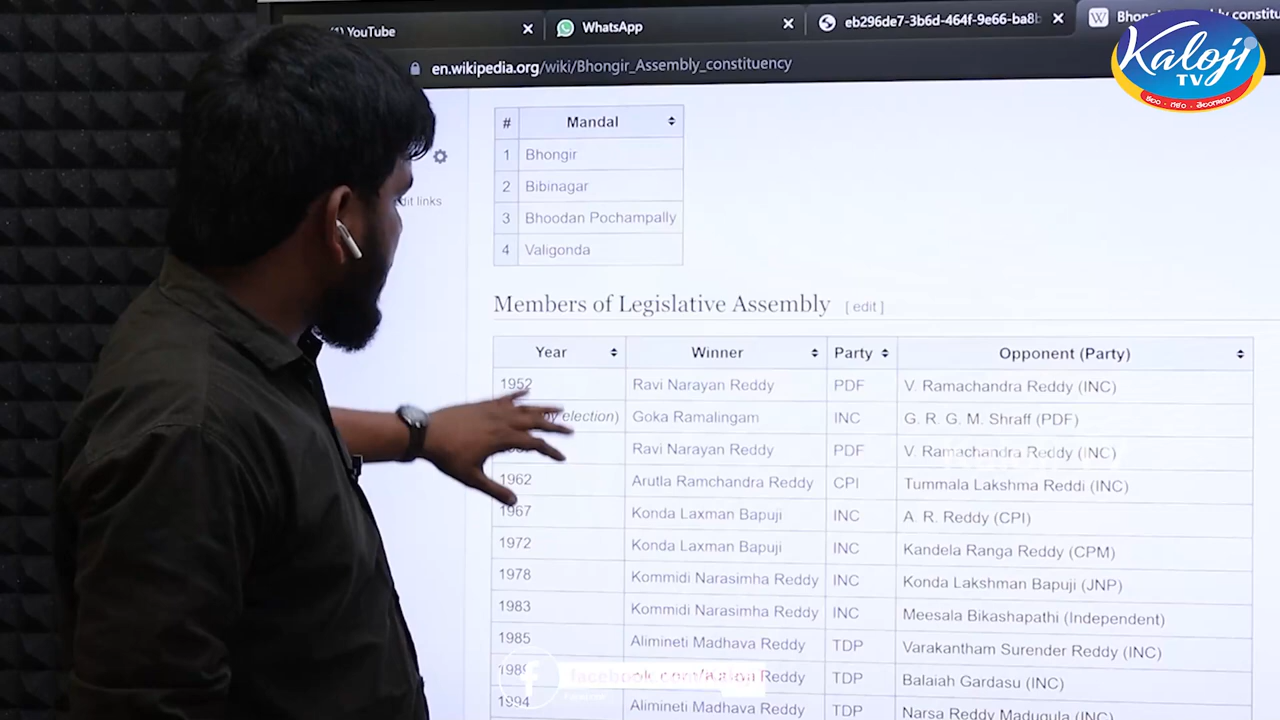 YouTube
WhatsApp
eb296de7-3b6d-464f-9e66-ba8b
en.wikipedia.org/wiki/Bhongir_Assembly_constituency
Kaloji
TV
# Mandal
dit links
1 Bhongir
2 Bibinagar
3 Bhoodan Pochampally
4 Valigonda
Members of Legislative Assembly [ edit ]
Year Winner Party Opponent (Party)
1952 Ravi Narayan Reddy PDF V. Ramachandra Reddy (INC)
by election) Goka Ramalingam INC G. R. G. M. Shraff (PDF)
Ravi Narayan Reddy PDF V. Ramachandra Reddy (INC)
1962 Arutla Ramchandra Reddy CPI Tummala Lakshma Reddi (INC)
1967 Konda Laxman Bapuji INC A. R. Reddy (CPI)
1972 Konda Laxman Bapuji INC Kandela Ranga Reddy (CPM)
1978 Kommidi Narasimha Reddy INC Konda Lakshman Bapuji (JNP)
1983 Kommidi Narasimha Reddy INC Meesala Bikashapathi (Independent)
1985 Alimineti Madhava Reddy TDP Varakantham Surender Reddy (INC)
1989 Reddy TDP Balaiah Gardasu (INC)
1994 Alimineti Madhava Reddy TDP Narsa Reddy Madugula (INC)